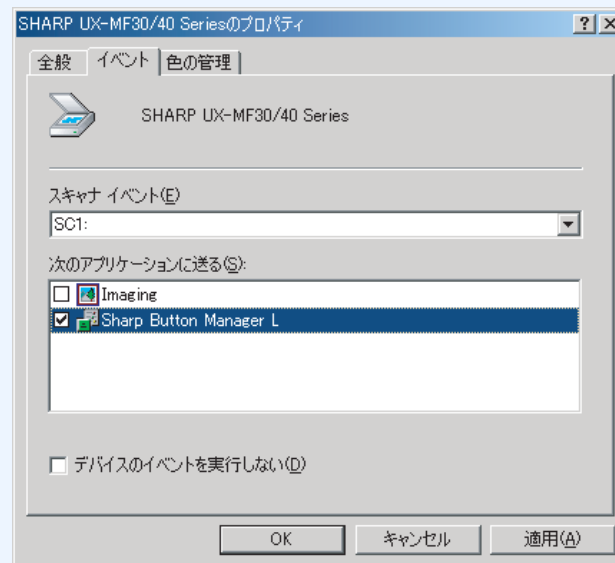 SHARP UX-MF30/40 Seriesのプロパティ
全般 イベント 色の管理
SHARP UX-MF30/40 Series
スキャナ イベント(E)
SC1:
次のアプリケーションに送る(S):
Imaging
Sharp Button Manager L
デバイスのイベントを実行しない(D)
OK キャンセル 適用(A)